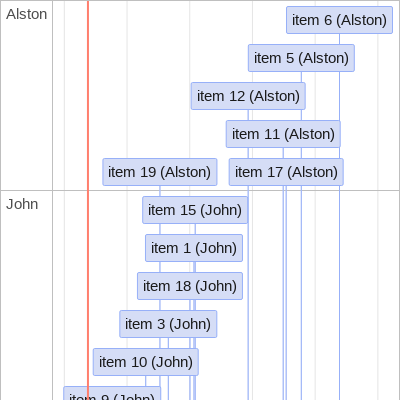 Alston
item 6 (Alston)
item 5 (Alston)
item 12 (Alston)
item 11 (Alston)
item 19 (Alston)
item 17 (Alston)
John
item 15 (John)
item 1 (John)
item 18 (John)
item 3 (John)
item 10 (John)
item 9 (John)